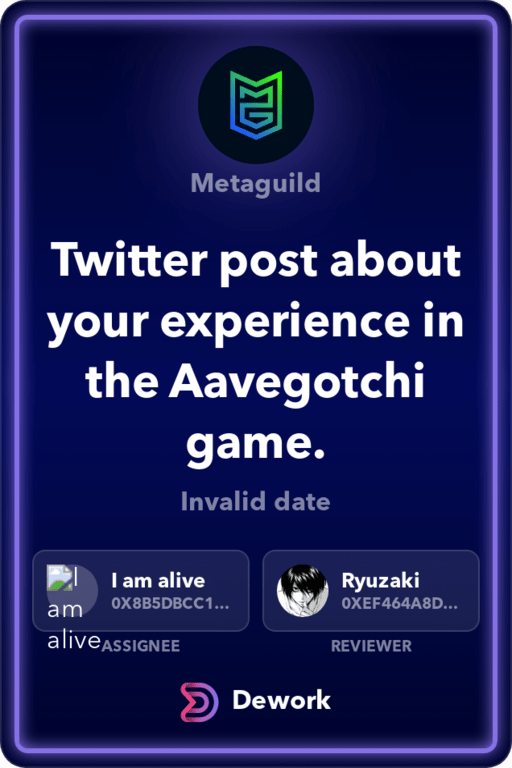 Metaguild
Twitter post about
your experience in
the Aavegotchi
game.
Invalid date
I am alive
0X8B5DBCC1...
I
am
alive
ASSIGNEE
Ryuzaki
0XEF464A8D...
REVIEWER
Dework